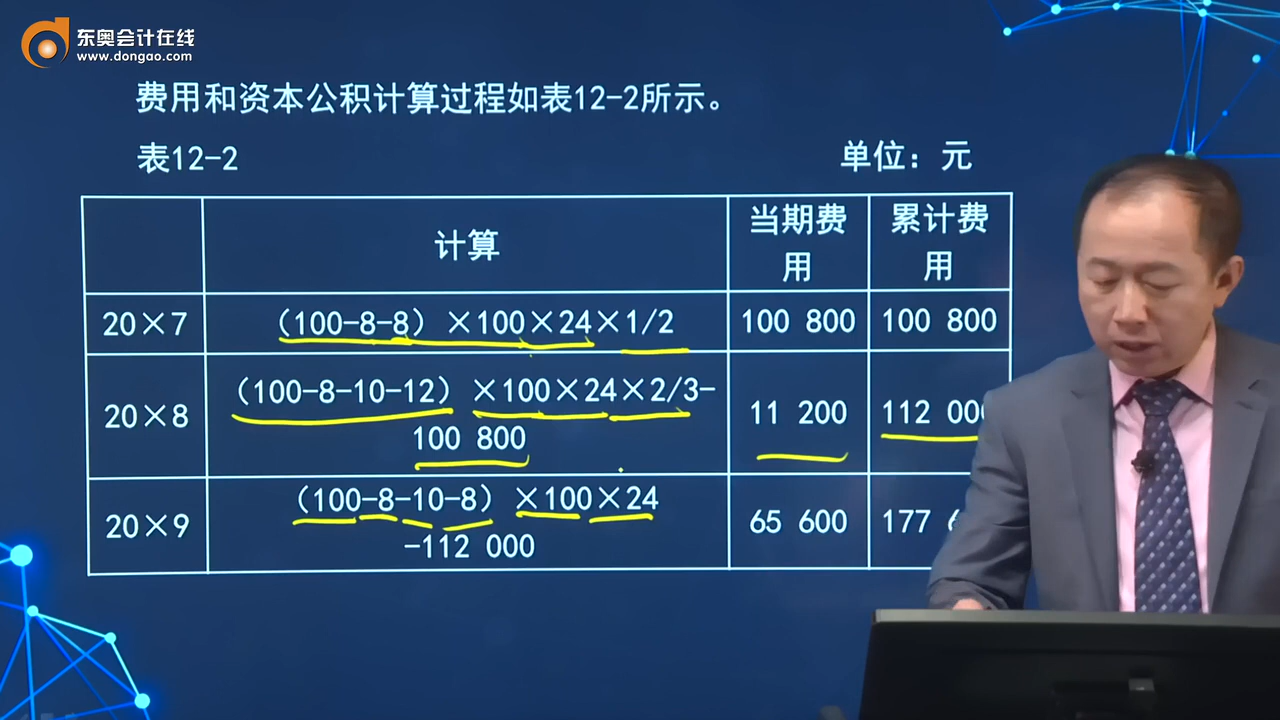 东奥会计在线
www.dongao.com
费用和资本公积计算过程如表12-2所示。
表12-2
单位：元
计算
当期费
用
累计费
用
20×7
（100-8-8）×100×24×1/2
100 800
100 800
20×8
（100-8-10-12）×100×24×2/3-
100 800
11 200
112 000
20×9
（100-8-10-8）×100×24
-112 000
65 600
177